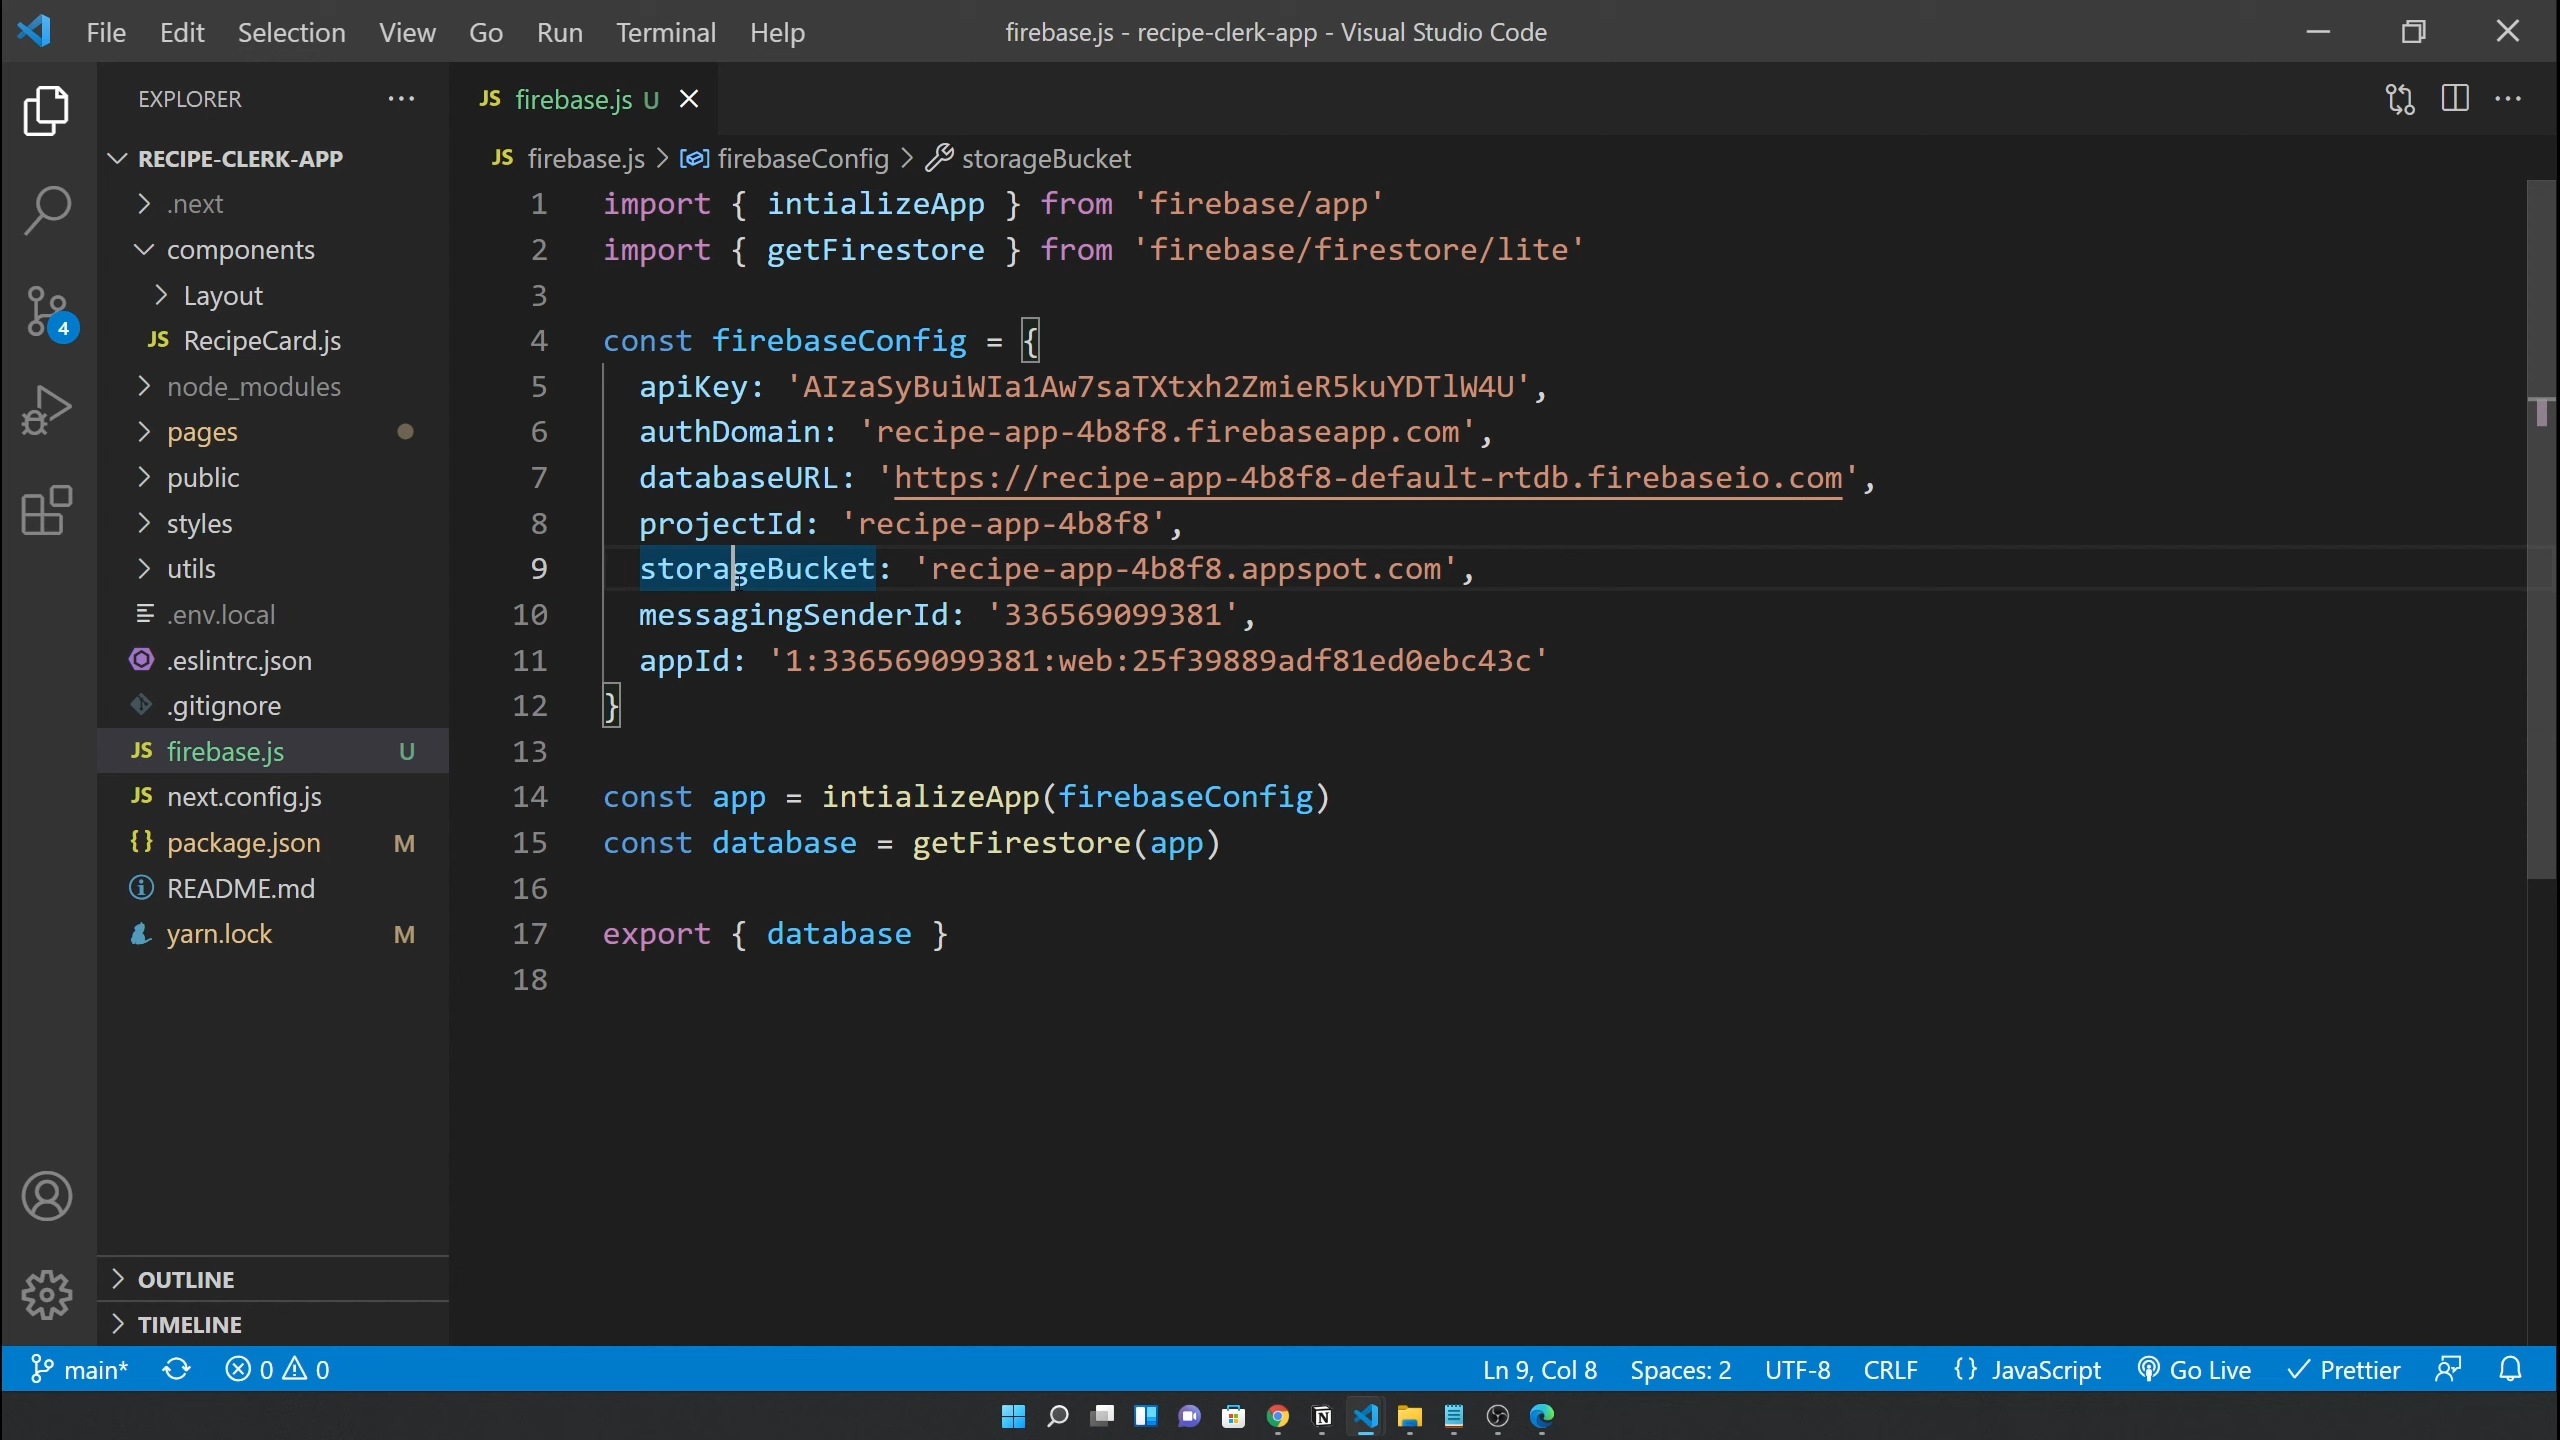 File Edit Selection View Go Run Terminal Help firebase.js - recipe-clerk-app - Visual Studio Code
EXPLORER
JS firebase.js U
RECIPE-CLERK-APP
JS firebase.js > firebaseConfig > storageBucket
.next
components
Layout
JS RecipeCard.js
node_modules
pages
public
styles
utils
.env.local
.eslintrc.json
.gitignore
JS firebase.js U
JS next.config.js
{} package.json M
README.md
yarn.lock M
OUTLINE
TIMELINE
4
1 import { intializeApp } from 'firebase/app'
2 import { getFirestore } from 'firebase/firestore/lite'
3
4 const firebaseConfig = {
5 apiKey: 'AIzaSyBuiWIa1Aw7saTXtxh2ZmieR5kuYDTlW4U',
6 authDomain: 'recipe-app-4b8f8.firebaseapp.com',
7 databaseURL: 'https://recipe-app-4b8f8-default-rtdb.firebaseio.com',
8 projectId: 'recipe-app-4b8f8',
9 storageBucket: 'recipe-app-4b8f8.appspot.com',
10 messagingSenderId: '336569099381',
11 appId: '1:336569099381:web:25f39889adf81ed0ebc43c'
12 }
13
14 const app = intializeApp(firebaseConfig)
15 const database = getFirestore(app)
16
17 export { database }
18
main* 0 0 Ln 9, Col 8 Spaces: 2 UTF-8 CRLF {} JavaScript Go Live Prettier